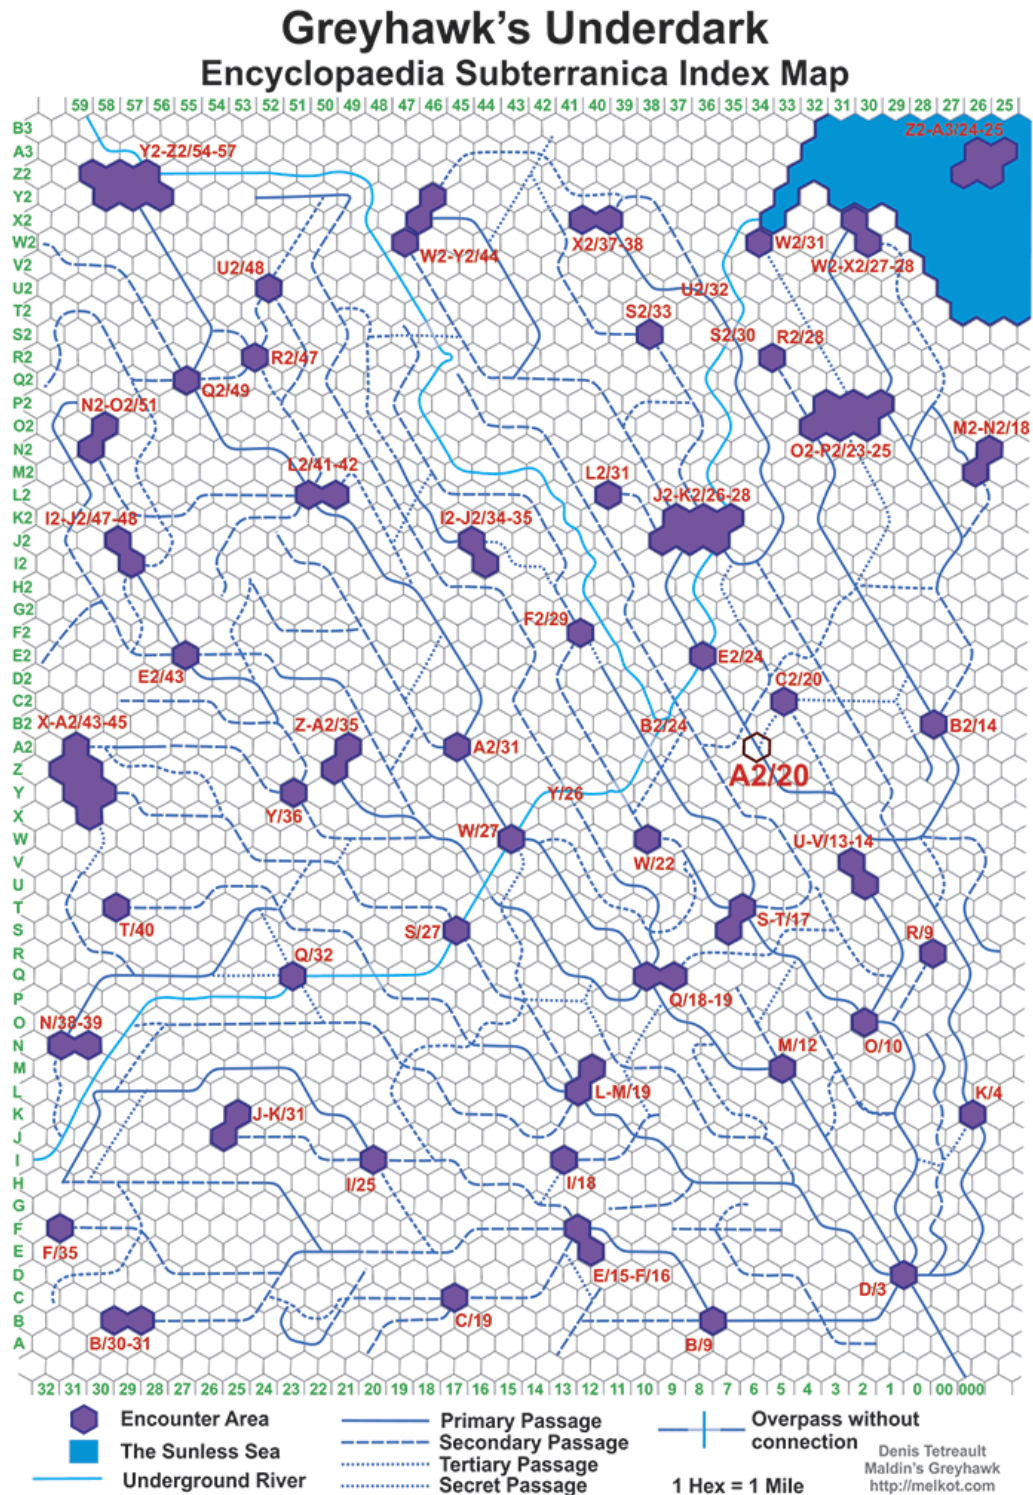 Greyhawk's Underdark
Encyclopaedia Subterranica Index Map
59 58 57 56 55 54 53 52 51 50 49 48 47 46 45 44 43 42 41 40 39 38 37 36 35 34 33 32 31 30 29 28 27 26 25
B3
Z2-A3/24-25
A3
Y2-Z2/54-57
Z2
Y2
X2
W2
X2/37-38
W2/31
W2-Y2/44
V2
U2/48
W2-X2/27-28
U2
U2/32
T2
S2/33
S2
S2/30
R2/28
R2
R2/47
Q2
Q2/49
P2
N2-O2/51
O2
M2-N2/18
N2
O2-P2/23-25
L2/41-42
M2
L2/31
L2
J2-K2/26-28
K2
I2-J2/47-48
I2-J2/34-35
J2
I2
H2
G2
F2/29
F2
E2
E2/24
E2/43
D2
C2/20
C2
X-A2/43-45
Z-A2/35
B2
B2/24
B2/14
A2
A2/31
Z
A2/20
Y
Y/26
X
Y/36
W
W/27
U-V/13-14
V
W/22
U
T
S
T/40
S/27
S-T/17
R/9
R
Q/32
Q
P
Q/18-19
O
N/38-39
N
O/10
M/12
M
L
L-M/19
K/4
K
J-K/31
J
I
H
I/25
I/18
G
F
E
F/35
E/15-F/16
D
D/3
C
B
C/19
A
B/30-31
B/9
32 31 30 29 28 27 26 25 24 23 22 21 20 19 18 17 16 15 14 13 12 11 10 9 8 7 6 5 4 3 2 1 0 00 000
Encounter Area
Primary Passage
Overpass without
connection
Secondary Passage
The Sunless Sea
Tertiary Passage
Underground River
Secret Passage
1 Hex = 1 Mile
Denis Tetreault
Maldin's Greyhawk
http://melkot.com